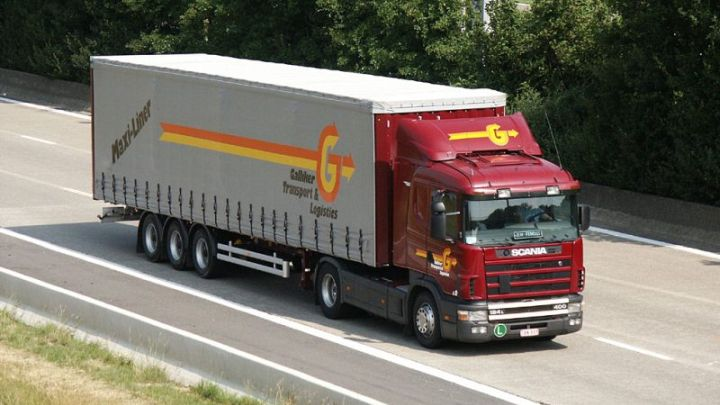 Maxi-Liner
G
Galliker
Transport &
Logistics
G
SCANIA
G
124L
400
L